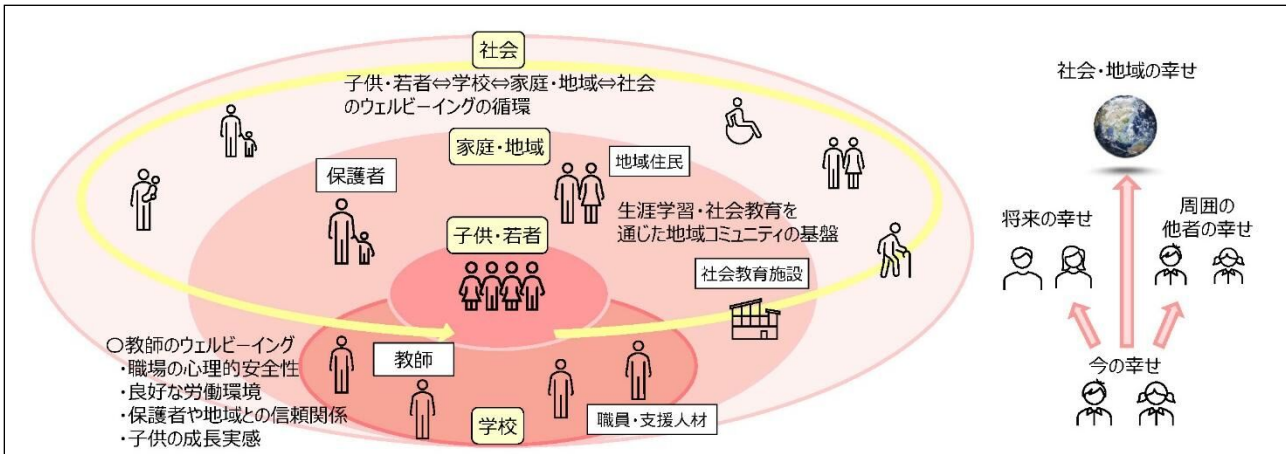 社会
子供・若者⇔学校⇔家庭・地域⇔社会
のウェルビーイングの循環
家庭・地域
保護者
地域住民
生涯学習・社会教育を
通じた地域コミュニティの基盤
子供・若者
社会教育施設
〇教師のウェルビーイング
・職場の心理的安全性
・良好な労働環境
・保護者や地域との信頼関係
・子供の成長実感
教師
職員・支援人材
学校
社会・地域の幸せ
将来の幸せ
周囲の
他者の幸せ
今の幸せ